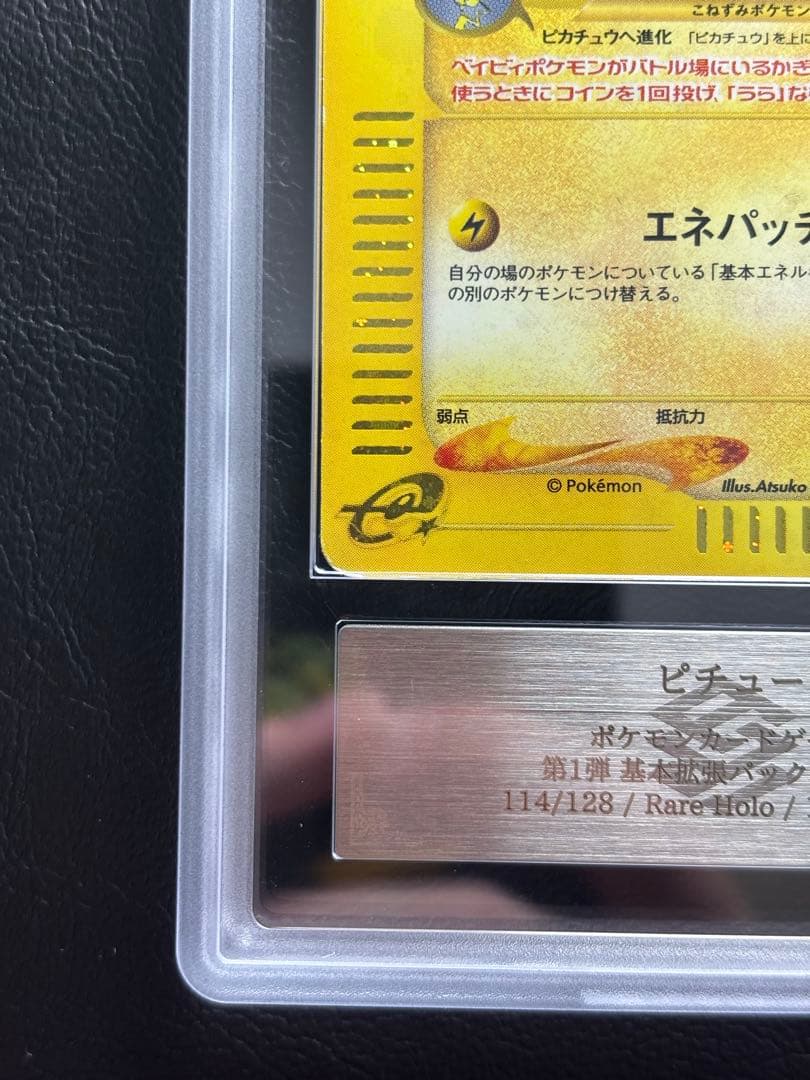 こねずみポケモン
ピカチュウへ進化 「ピカチュウ」を上に
ベイビィポケモンがバトル場にいるかぎ
使うときにコインを1回投げ、「うら」な
エネパッチ
自分の場のポケモンについている「基本エネル
の別のポケモンにつけ替える。
弱点 抵抗力
© Pokémon Illus.Atsuko
e
ピチュー
ポケモンカードゲ
第1弾 基本拡張パック
114/128 / Rare Holo /